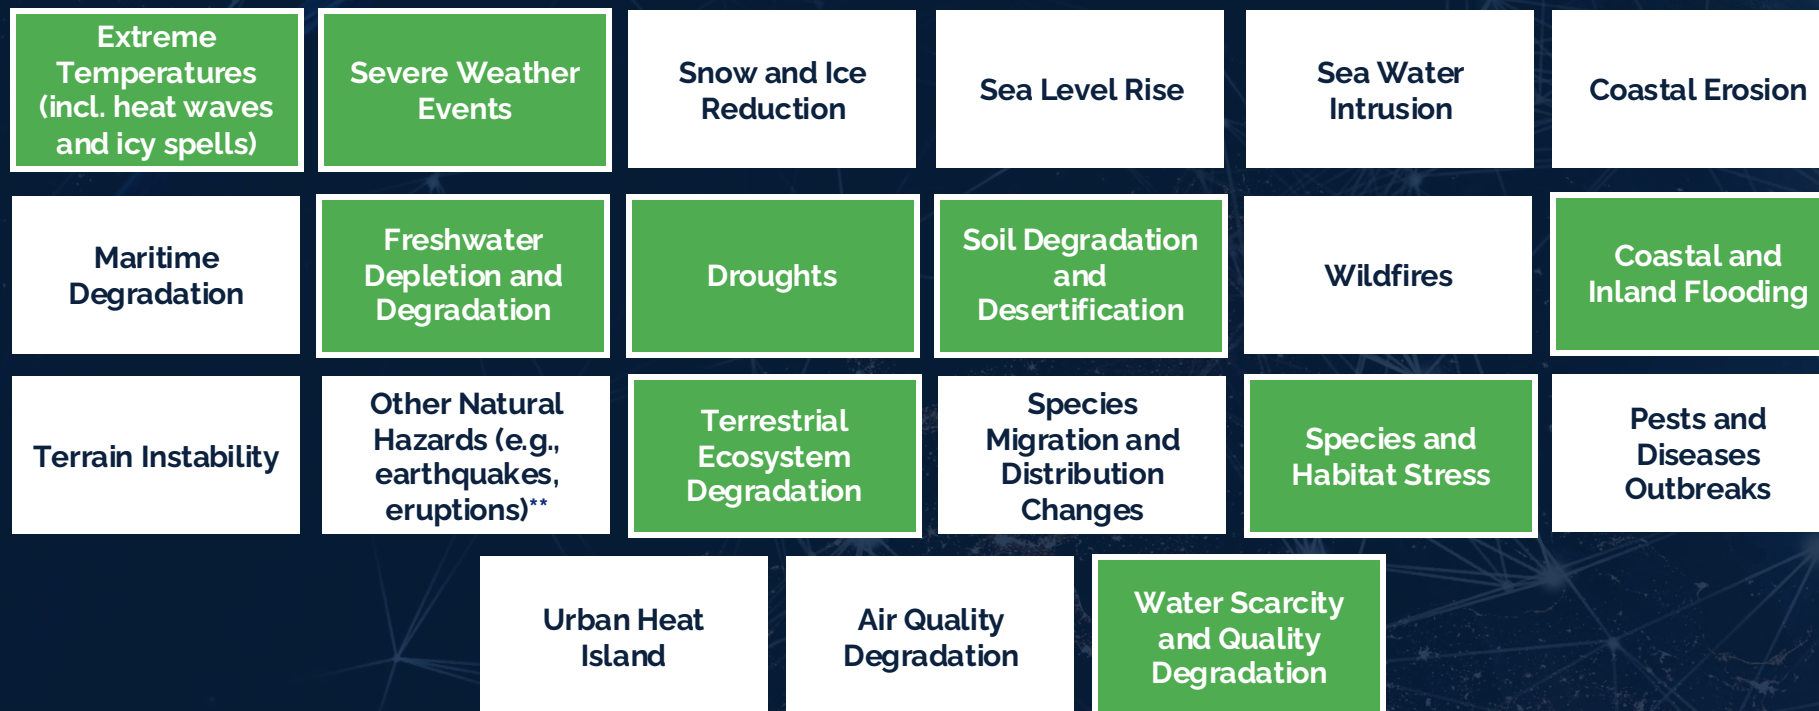 Extreme
Temperatures
(incl. heat waves
and icy spells)
Severe Weather
Events
Snow and Ice
Reduction
Sea Level Rise
Sea Water
Intrusion
Coastal Erosion
Maritime
Degradation
Freshwater
Depletion and
Degradation
Droughts
Soil Degradation
and
Desertification
Wildfires
Coastal and
Inland Flooding
Terrain Instability
Other Natural
Hazards (e.g.,
earthquakes,
eruptions)**
Terrestrial
Ecosystem
Degradation
Species
Migration and
Distribution
Changes
Species and
Habitat Stress
Pests and
Diseases
Outbreaks
Urban Heat
Island
Air Quality
Degradation
Water Scarcity
and Quality
Degradation